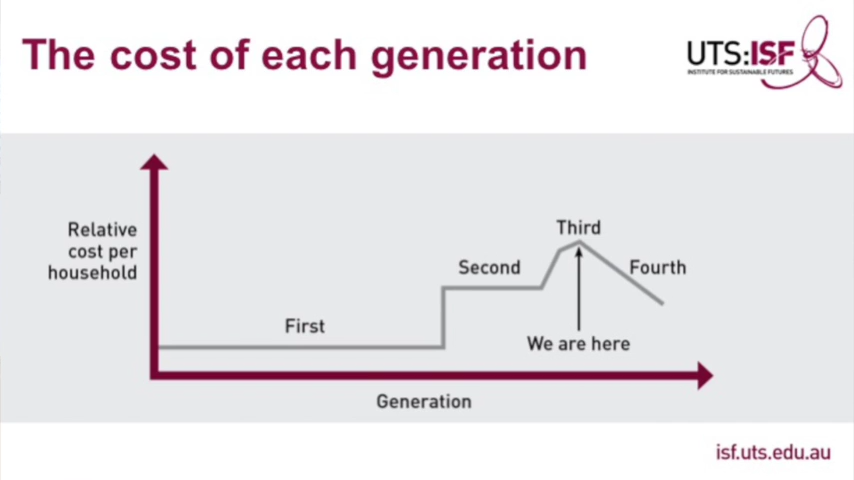 The cost of each generation
UTS:ISF
INSTITUTE FOR SUSTAINABLE FUTURES
Relative
cost per
household
First
Second
Third
Fourth
We are here
Generation
isf.uts.edu.au